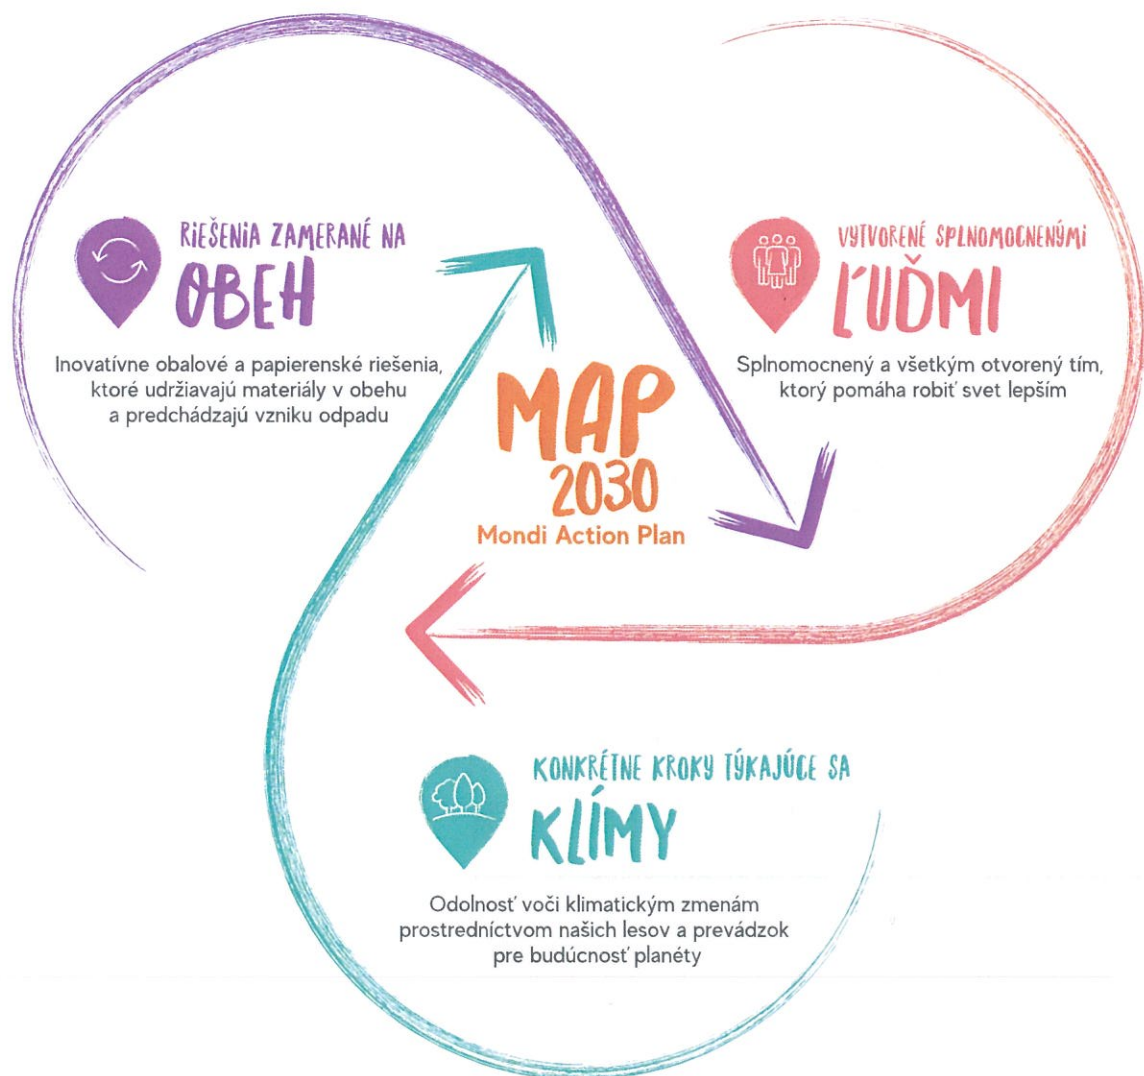 RIEŠENIA ZAMERANÉ NA
OBEH
Inovatívne obalové a papierenské riešenia,
ktoré udržiavajú materiály v obehu
a predchádzajú vzniku odpadu
VYTVORENÉ SPLNOMOCNENÝMI
ĽUĎMI
Splnomocnený a všetkým otvorený tím,
ktorý pomáha robiť svet lepším
MAP
2030
Mondi Action Plan
KONKRÉTNE KROKY TÝKAJÚCE SA
KLÍMY
Odolnosť voči klimatickým zmenám
prostredníctvom našich lesov a prevádzok
pre budúcnosť planéty